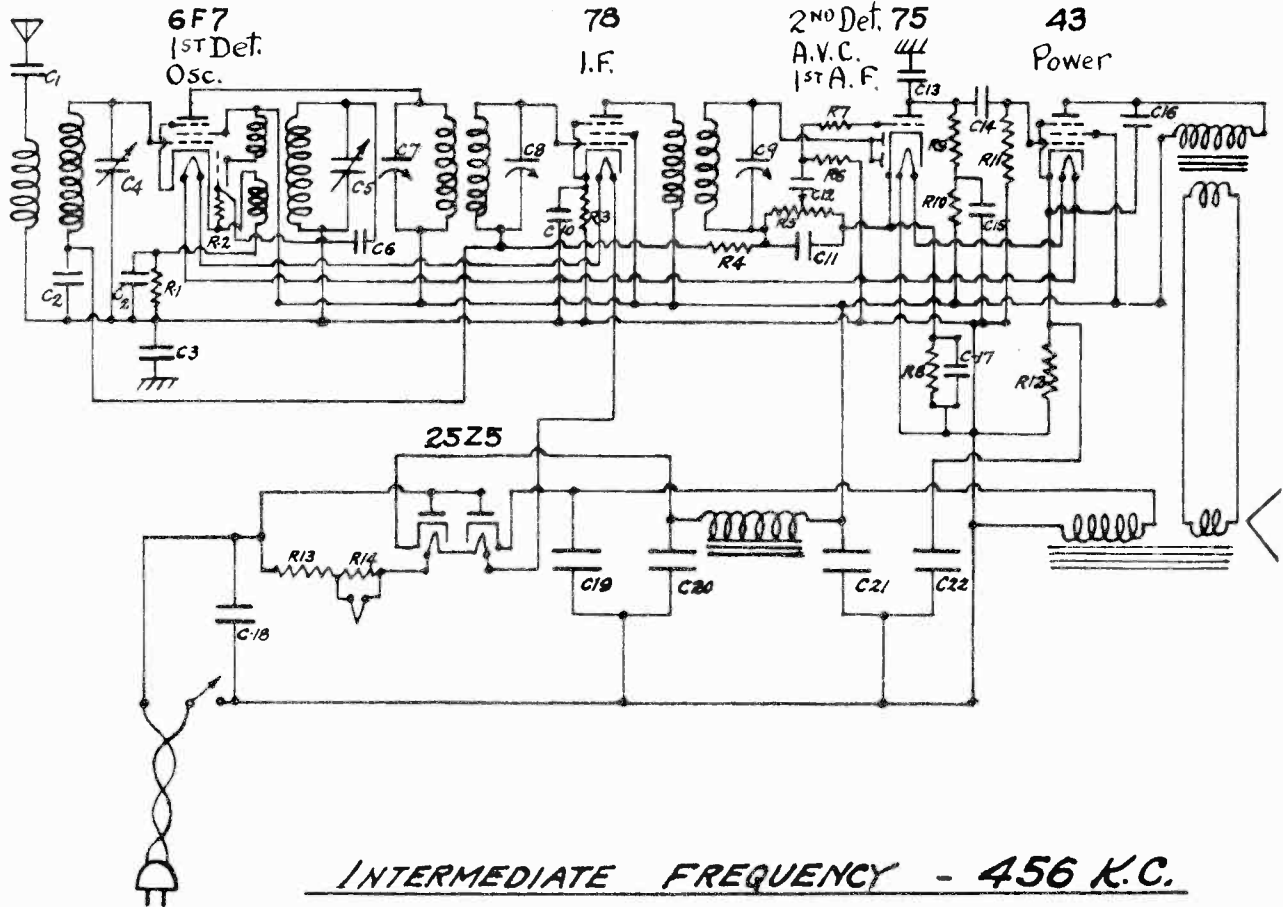 6F7
1ST Det.
Osc.
78
I.F.
2ND Det. 75
A.V.C.
1ST A.F.
43
Power
C1
C4
R2
C5
C6
C7
C8
C10
R3
C9
R7
R6
C12
R5
R4
C11
C13
R9
C14
R11
R10
C15
C16
C2
C2
R1
C3
R8
C-17
R12
25Z5
R13
R14
C19
C20
C21
C22
C-18
INTERMEDIATE FREQUENCY - 456 K.C.